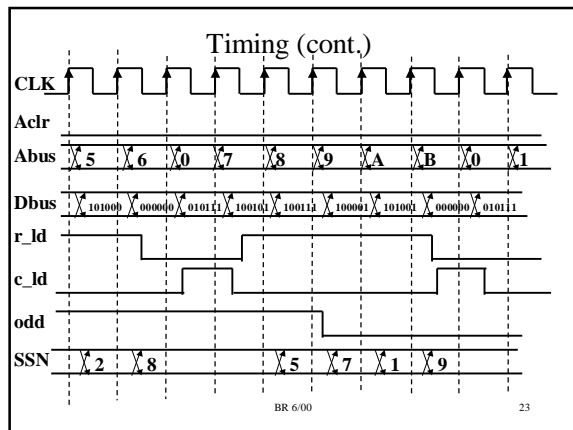 Timing (cont.)
CLK
Aclr
Abus 5 6 0 7 8 9 A B 0 1
Dbus 101000 000000 010111 100101 100111 100001 101001 000000 010111
r_ld
c_ld
odd
SSN 2 8 5 7 1 9
BR 6/00 23